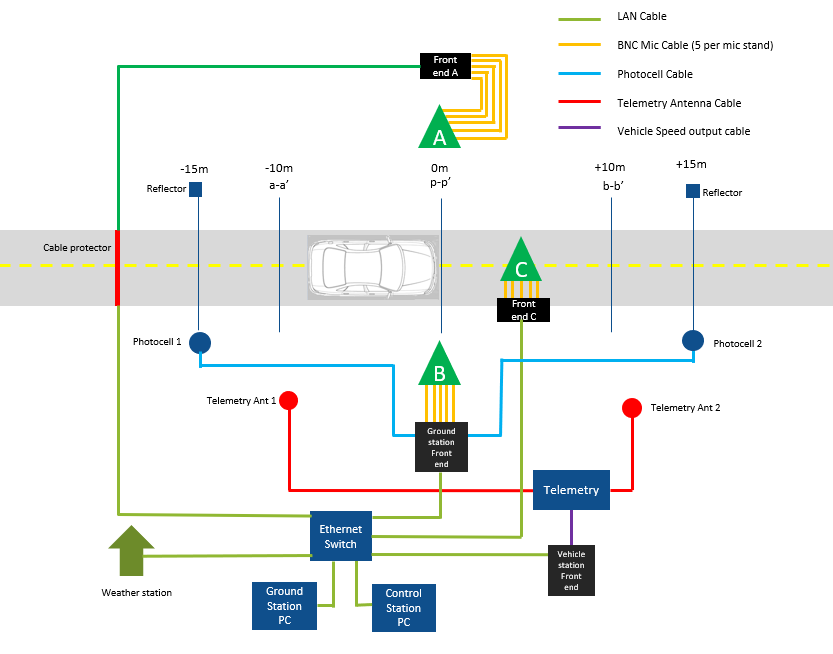 LAN Cable
BNC Mic Cable (5 per mic stand)
Photocell Cable
Telemetry Antenna Cable
Vehicle Speed output cable
Front
end A
A
-15m
-10m
a-a’
0m
p-p’
+10m
b-b’
+15m
Reflector
Reflector
Cable protector
C
Front
end C
Photocell 1
Photocell 2
B
Telemetry Ant 1
Telemetry Ant 2
Ground
station
Front
end
Telemetry
Ethernet
Switch
Vehicle
station
Front
end
Weather station
Ground
Station
PC
Control
Station
PC